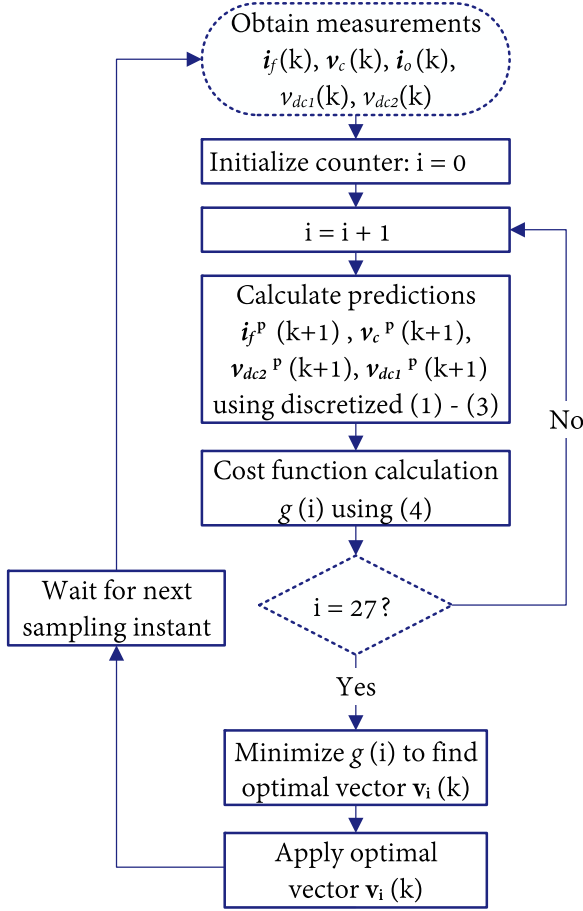 Obtain measurements
i_f(k), v_c(k), i_o(k),
v_dc1(k), v_dc2(k)
Initialize counter: i = 0
i = i + 1
Calculate predictions
i_f^p (k+1) , v_c^p (k+1),
v_dc2^p (k+1), v_dc1^p (k+1)
using discretized (1) - (3)
No
Cost function calculation
g (i) using (4)
i = 27?
Wait for next
sampling instant
Yes
Minimize g (i) to find
optimal vector v_i (k)
Apply optimal
vector v_i (k)